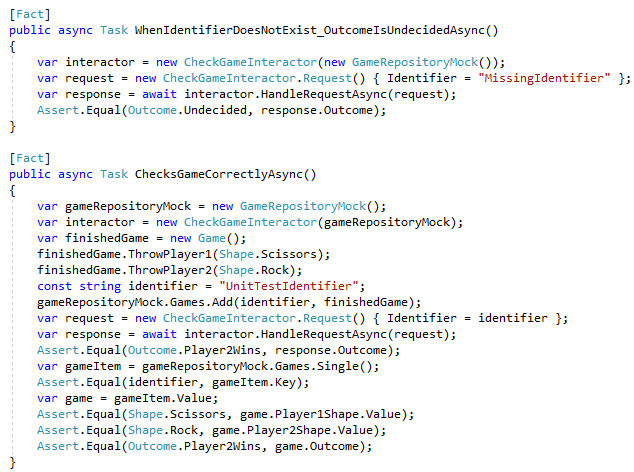 [Fact]
public async Task WhenIdentifierDoesNotExist_OutcomeIsUndecidedAsync()
{
    var interactor = new CheckGameInteractor(new GameRepositoryMock());
    var request = new CheckGameInteractor.Request() { Identifier = "MissingIdentifier" };
    var response = await interactor.HandleRequestAsync(request);
    Assert.Equal(Outcome.Undecided, response.Outcome);
}

[Fact]
public async Task ChecksGameCorrectlyAsync()
{
    var gameRepositoryMock = new GameRepositoryMock();
    var interactor = new CheckGameInteractor(gameRepositoryMock);
    var finishedGame = new Game();
    finishedGame.ThrowPlayer1(Shape.Scissors);
    finishedGame.ThrowPlayer2(Shape.Rock);
    const string identifier = "UnitTestIdentifier";
    gameRepositoryMock.Games.Add(identifier, finishedGame);
    var request = new CheckGameInteractor.Request() { Identifier = identifier };
    var response = await interactor.HandleRequestAsync(request);
    Assert.Equal(Outcome.Player2Wins, response.Outcome);
    var gameItem = gameRepositoryMock.Games.Single();
    Assert.Equal(identifier, gameItem.Key);
    var game = gameItem.Value;
    Assert.Equal(Shape.Scissors, game.Player1Shape.Value);
    Assert.Equal(Shape.Rock, game.Player2Shape.Value);
    Assert.Equal(Outcome.Player2Wins, game.Outcome);
}